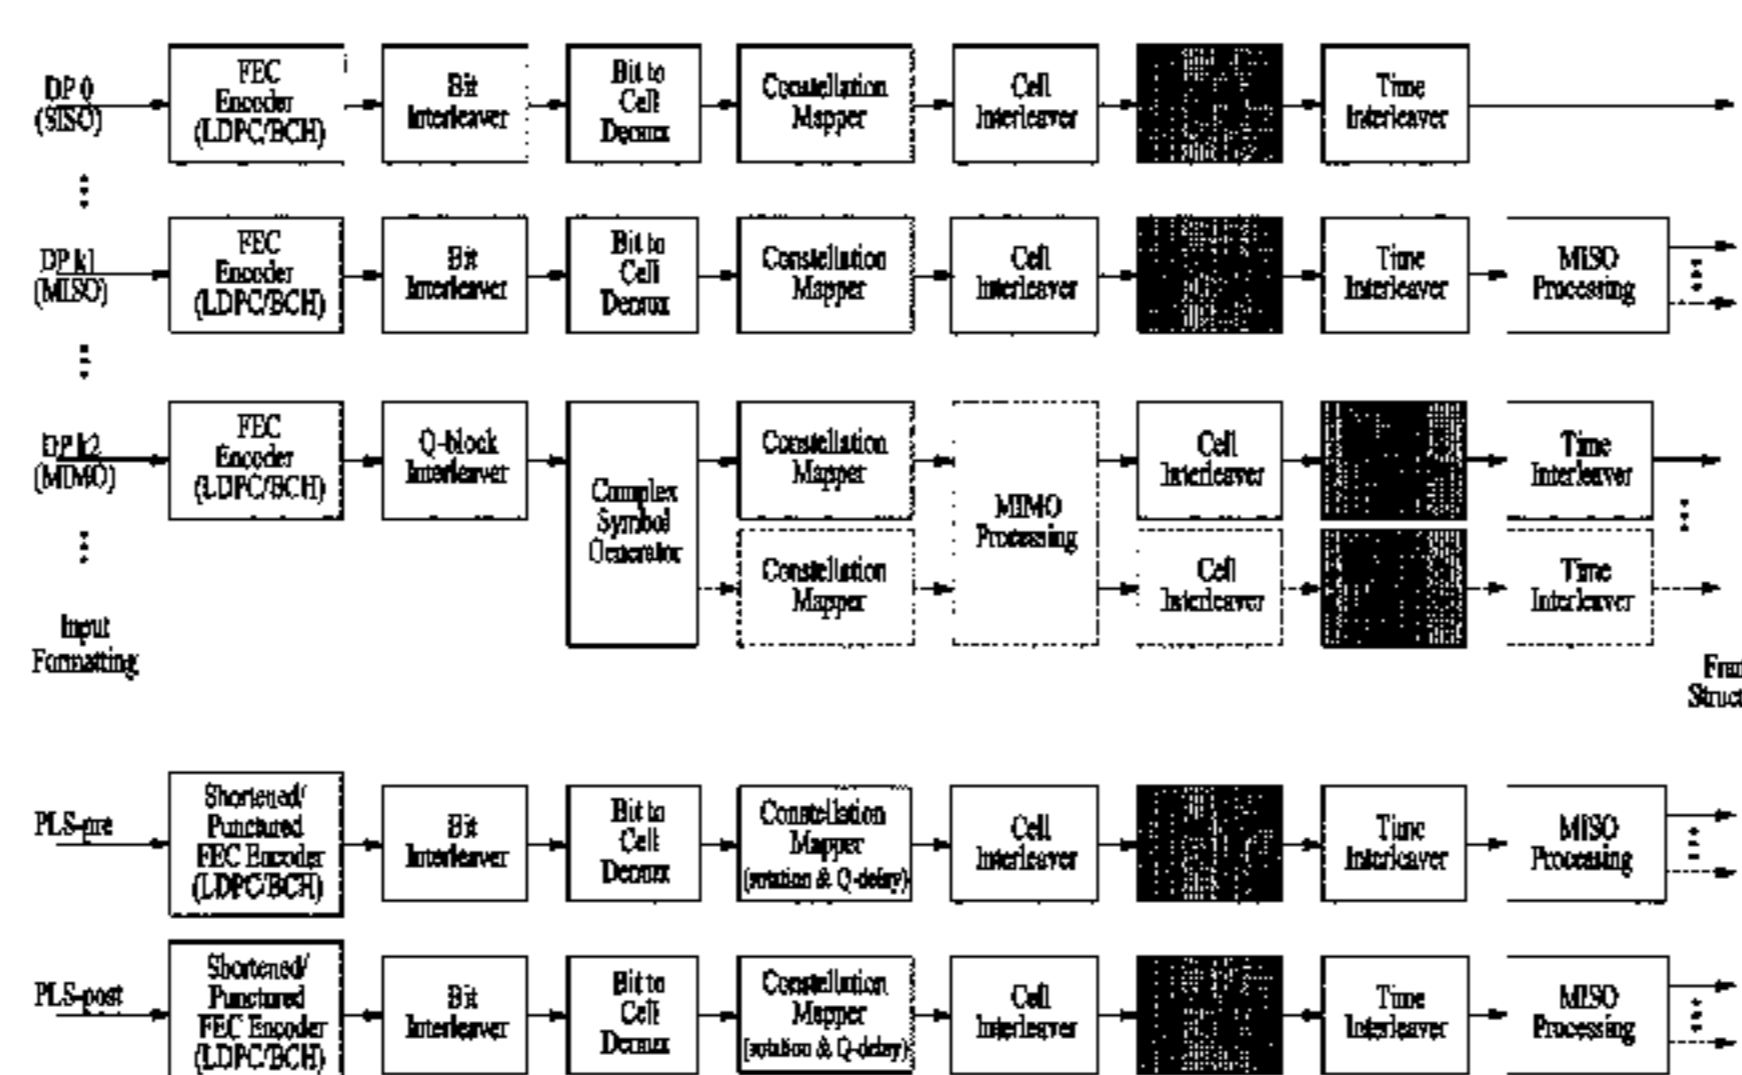 DP 0
(SISO)
FEC
Encoder
(LDPC/BCH)
Bit
Interleaver
Bit to
Cell
Demux
Constellation
Mapper
Cell
Interleaver
Time
Interleaver
DP k1
(MISO)
FEC
Encoder
(LDPC/BCH)
Bit
Interleaver
Bit to
Cell
Demux
Constellation
Mapper
Cell
Interleaver
Time
Interleaver
MISO
Processing
DP k2
(MIMO)
FEC
Encoder
(LDPC/BCH)
Q-block
Interleaver
Complex
Symbol
Generator
Constellation
Mapper
Constellation
Mapper
MIMO
Processing
Cell
Interleaver
Cell
Interleaver
Time
Interleaver
Time
Interleaver
Input
Formatting
PLS-pre
Shortened/
Punctured
FEC Encoder
(LDPC/BCH)
Bit
Interleaver
Bit to
Cell
Demux
Constellation
Mapper
(rotation & Q-delay)
Cell
Interleaver
Time
Interleaver
MISO
Processing
PLS-post
Shortened/
Punctured
FEC Encoder
(LDPC/BCH)
Bit
Interleaver
Bit to
Cell
Demux
Constellation
Mapper
(rotation & Q-delay)
Cell
Interleaver
Time
Interleaver
MISO
Processing